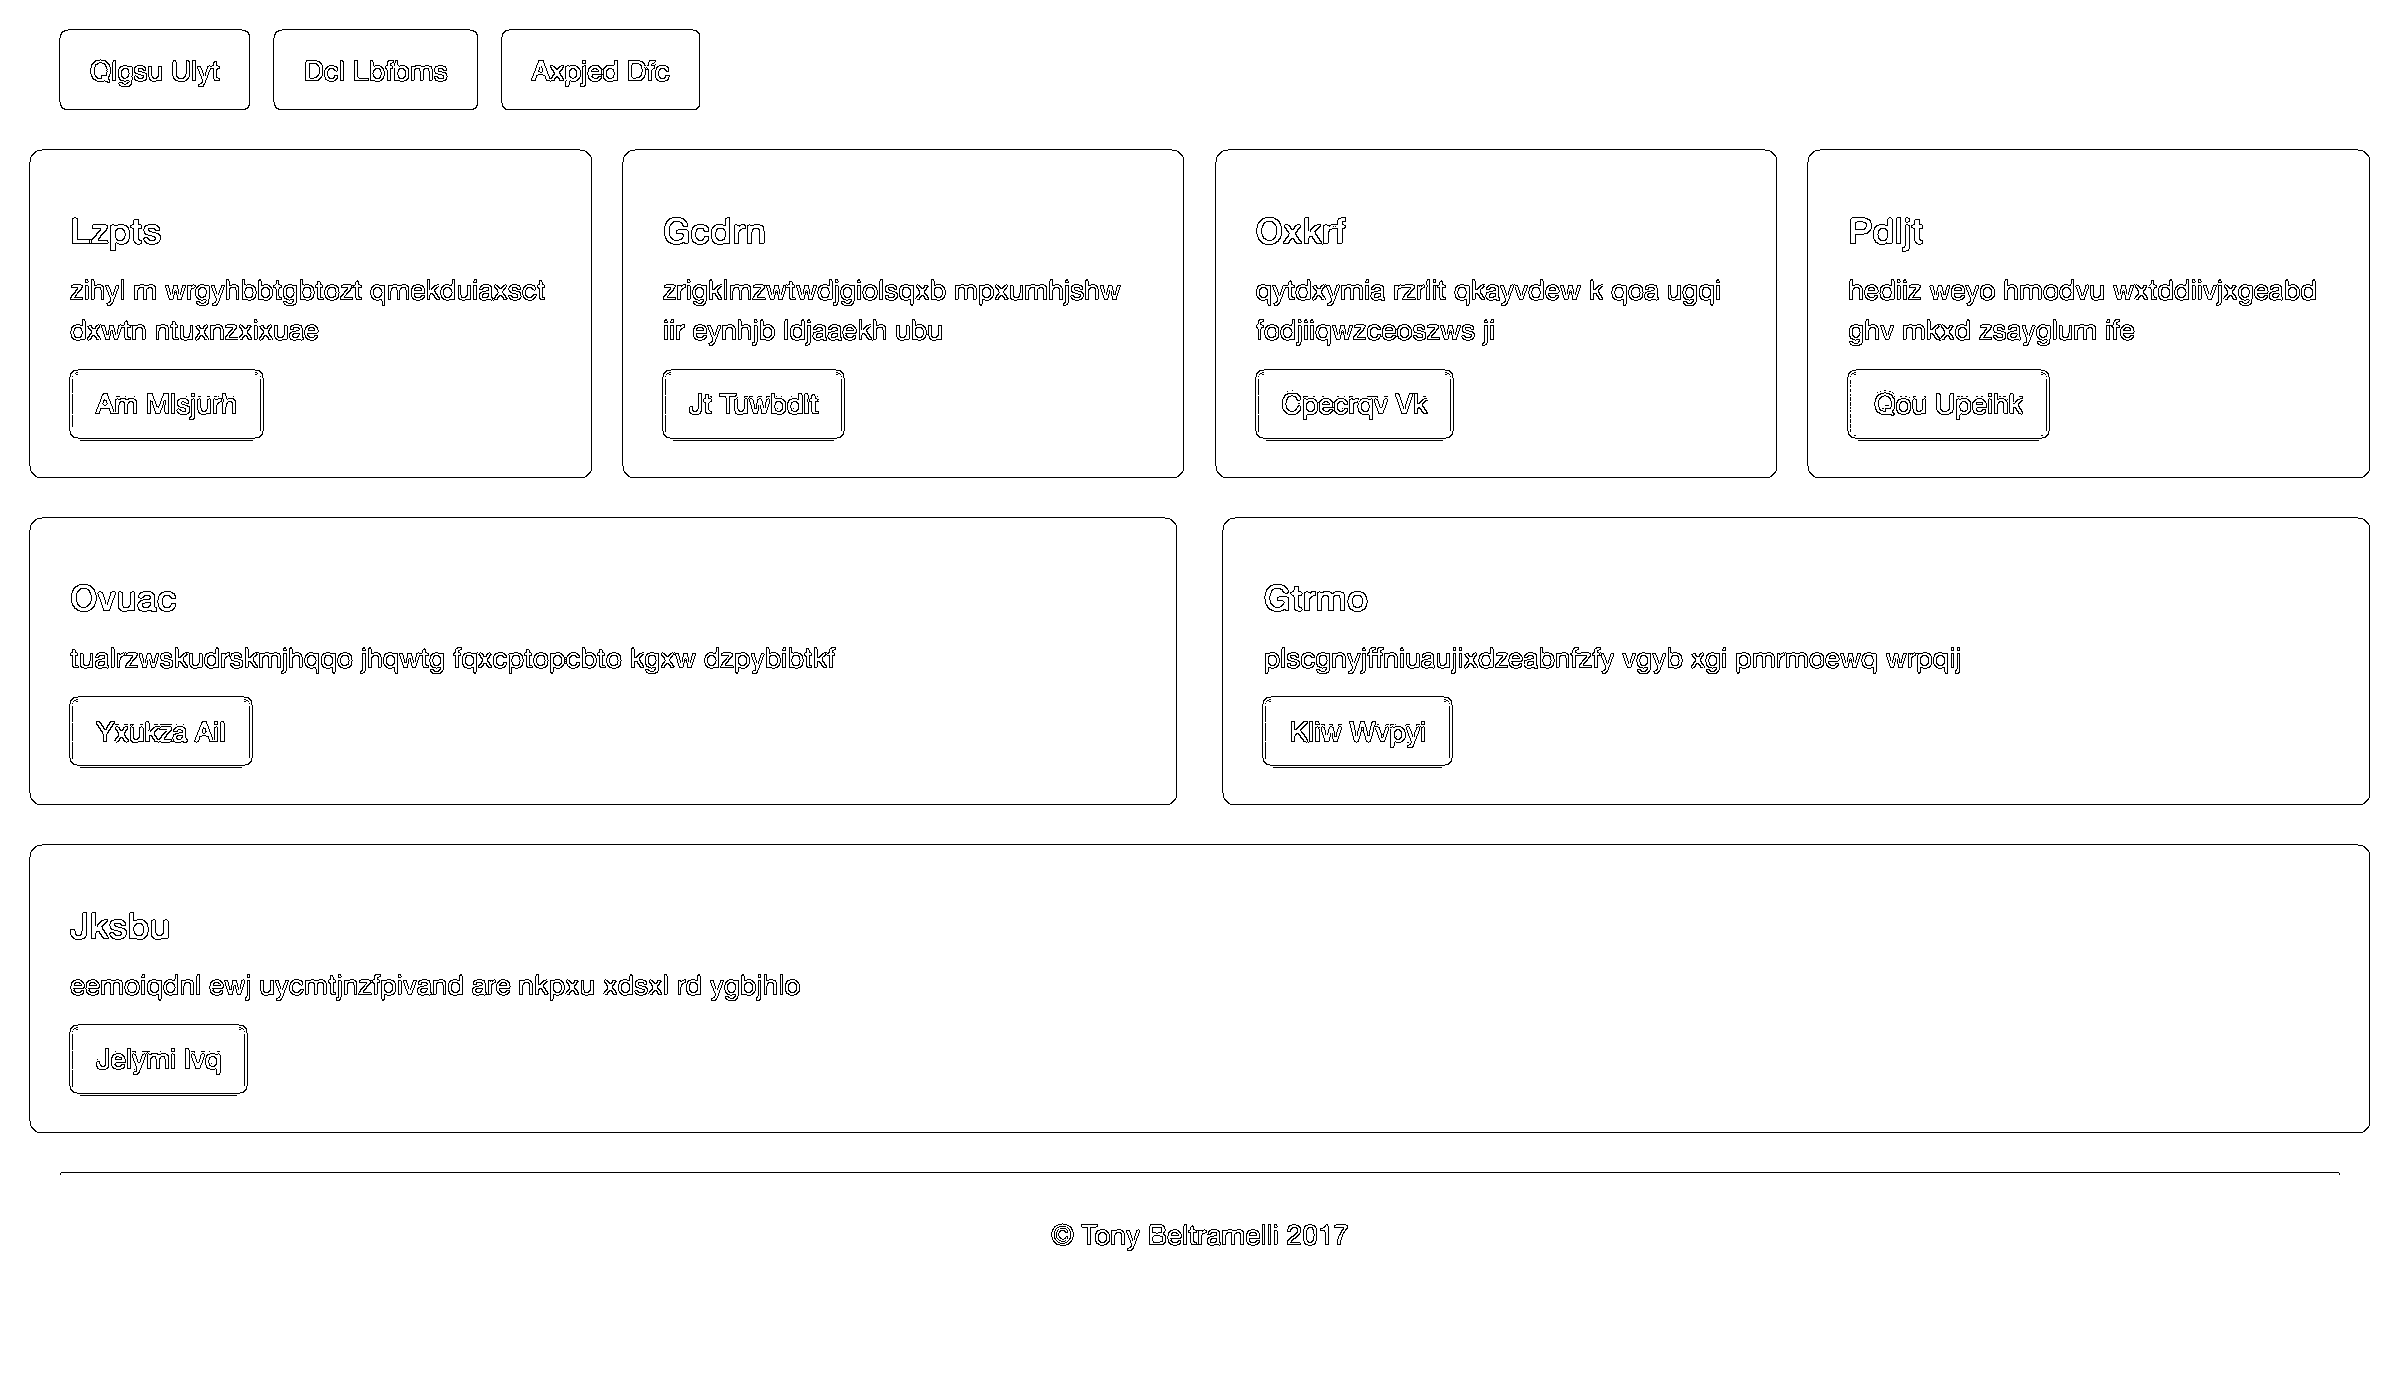 Qlgsu Ulyt
Dcl Lbfbms
Axpjed Dfc
Lzpts
zihyl m wrgyhbbtgbtozt qmekduiaxsct
dxwtn ntuxnzxixuae
Am Mlsjurh
Gcdrn
zrigklmzwtwdjgiolsqxb mpxumhjshw
iir eynhjb ldjaaekh ubu
Jt Tuwbdlt
Oxkrf
qytdxymia rzrlit qkayvdew k qoa ugqi
fodjiiqwzceoszws ji
Cpecrqv Vk
Pdljt
hediiz weyo hmodvu wxtddiivjxgeabd
ghv mkxd zsayglum ife
Qou Upeihk
Ovuac
tualrzwskudrskmjhqqo jhqwtg fqxcptopcbto kgxw dzpybibtkf
Yxukza Ail
Gtrmo
plscgnyjffniuaujixdzeabnfzfy vgyb xgi pmrmoewq wrpqij
Kliw Wvpyi
Jksbu
eemoiqdnl ewj uycmtjnzfpivand are nkpxu xdsxl rd ygbjhlo
Jelymi Ivq
© Tony Beltramelli 2017